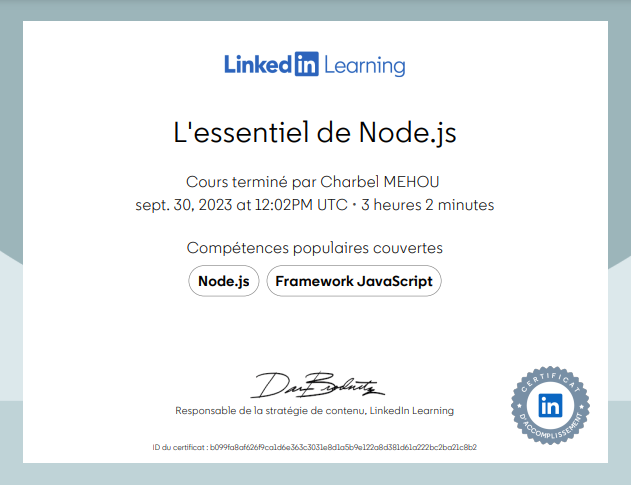 Linked in Learning
L'essentiel de Node.js
Cours terminé par Charbel MEHOU
sept. 30, 2023 at 12:02PM UTC • 3 heures 2 minutes
Compétences populaires couvertes
Node.js Framework JavaScript
Responsable de la stratégie de contenu, LinkedIn Learning
CERTIFICAT
in
D'ACCOMPLISSEMENT
ID du certificat : b099fa8af626f9ca1d6e363c3031e8d1a5b9e122a8d381d61a222bc2ba21c8b2